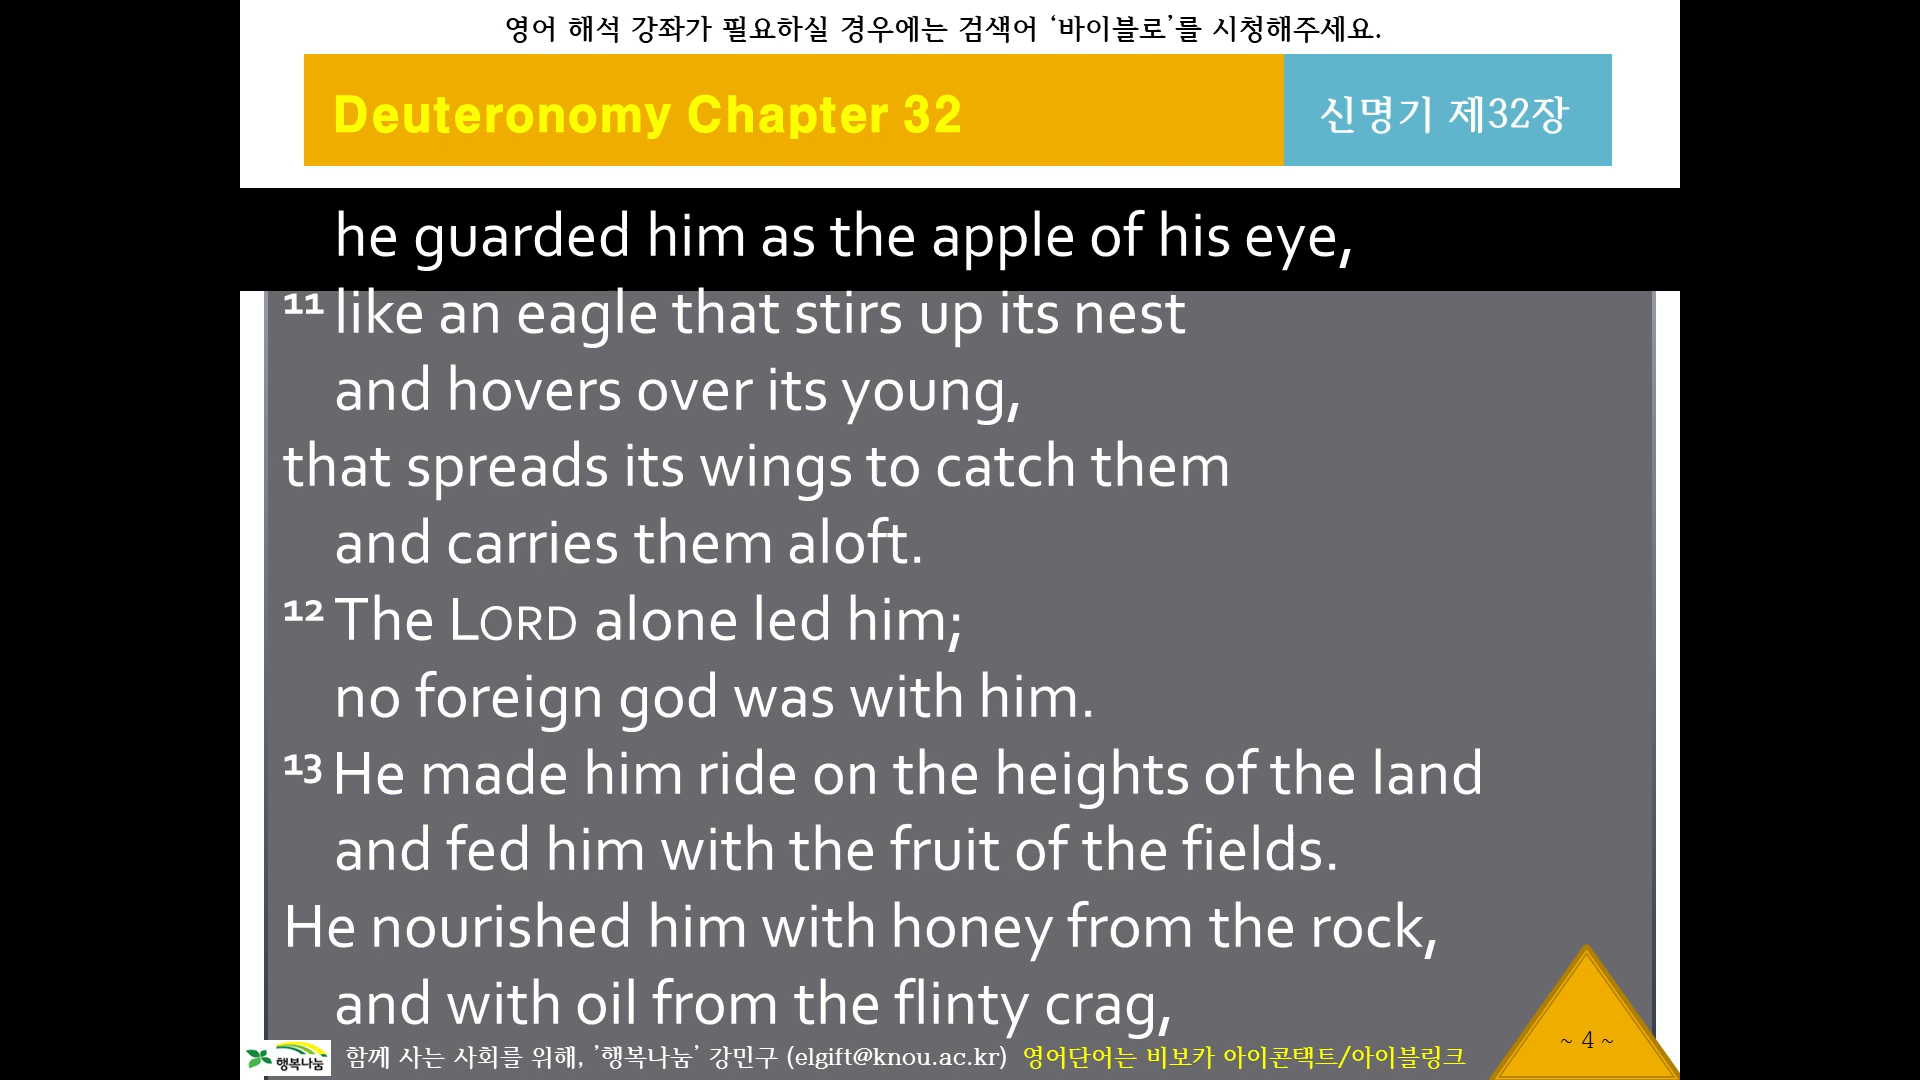 영어 해석 강좌가 필요하실 경우에는 검색어 ‘바이블로’를 시청해주세요.
Deuteronomy Chapter 32
신명기 제32장
he guarded him as the apple of his eye,
11 like an eagle that stirs up its nest
and hovers over its young,
that spreads its wings to catch them
and carries them aloft.
12 The LORD alone led him;
no foreign god was with him.
13 He made him ride on the heights of the land
and fed him with the fruit of the fields.
He nourished him with honey from the rock,
and with oil from the flinty crag,
~ 4 ~
행복나눔 함께 사는 사회를 위해, ’행복나눔’ 강민구 (elgift@knou.ac.kr) 영어단어는 비보카 아이콘택트/아이블링크